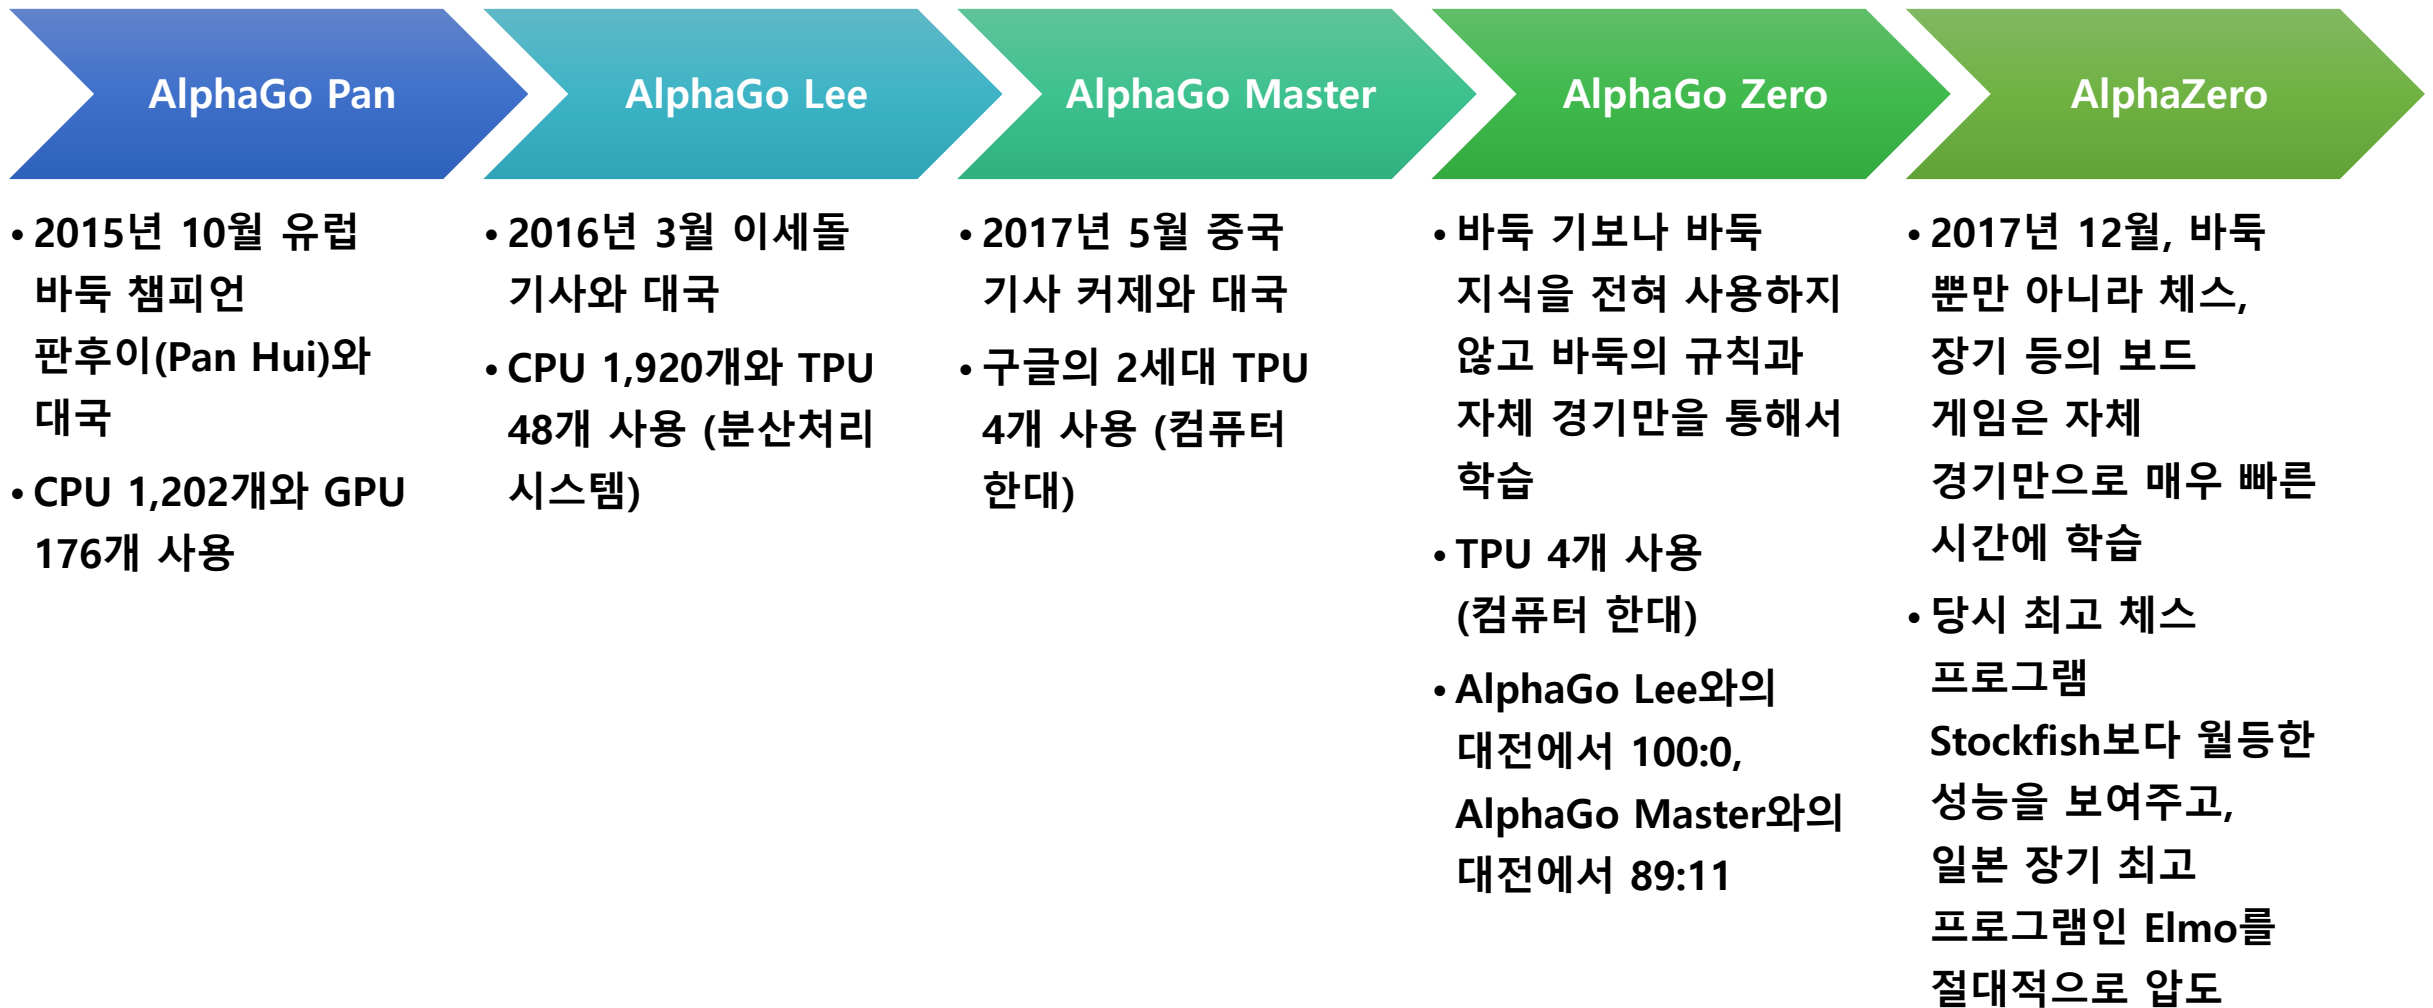 AlphaGo Pan
• 2015년 10월 유럽
바둑 챔피언
판후이(Pan Hui)와
대국
• CPU 1,202개와 GPU
176개 사용
AlphaGo Lee
• 2016년 3월 이세돌
기사와 대국
• CPU 1,920개와 TPU
48개 사용 (분산처리
시스템)
AlphaGo Master
• 2017년 5월 중국
기사 커제와 대국
• 구글의 2세대 TPU
4개 사용 (컴퓨터
한대)
AlphaGo Zero
• 바둑 기보나 바둑
지식을 전혀 사용하지
않고 바둑의 규칙과
자체 경기만을 통해서
학습
• TPU 4개 사용
(컴퓨터 한대)
• AlphaGo Lee와의
대전에서 100:0,
AlphaGo Master와의
대전에서 89:11
AlphaZero
• 2017년 12월, 바둑
뿐만 아니라 체스,
장기 등의 보드
게임은 자체
경기만으로 매우 빠른
시간에 학습
• 당시 최고 체스
프로그램
Stockfish보다 월등한
성능을 보여주고,
일본 장기 최고
프로그램인 Elmo를
절대적으로 압도